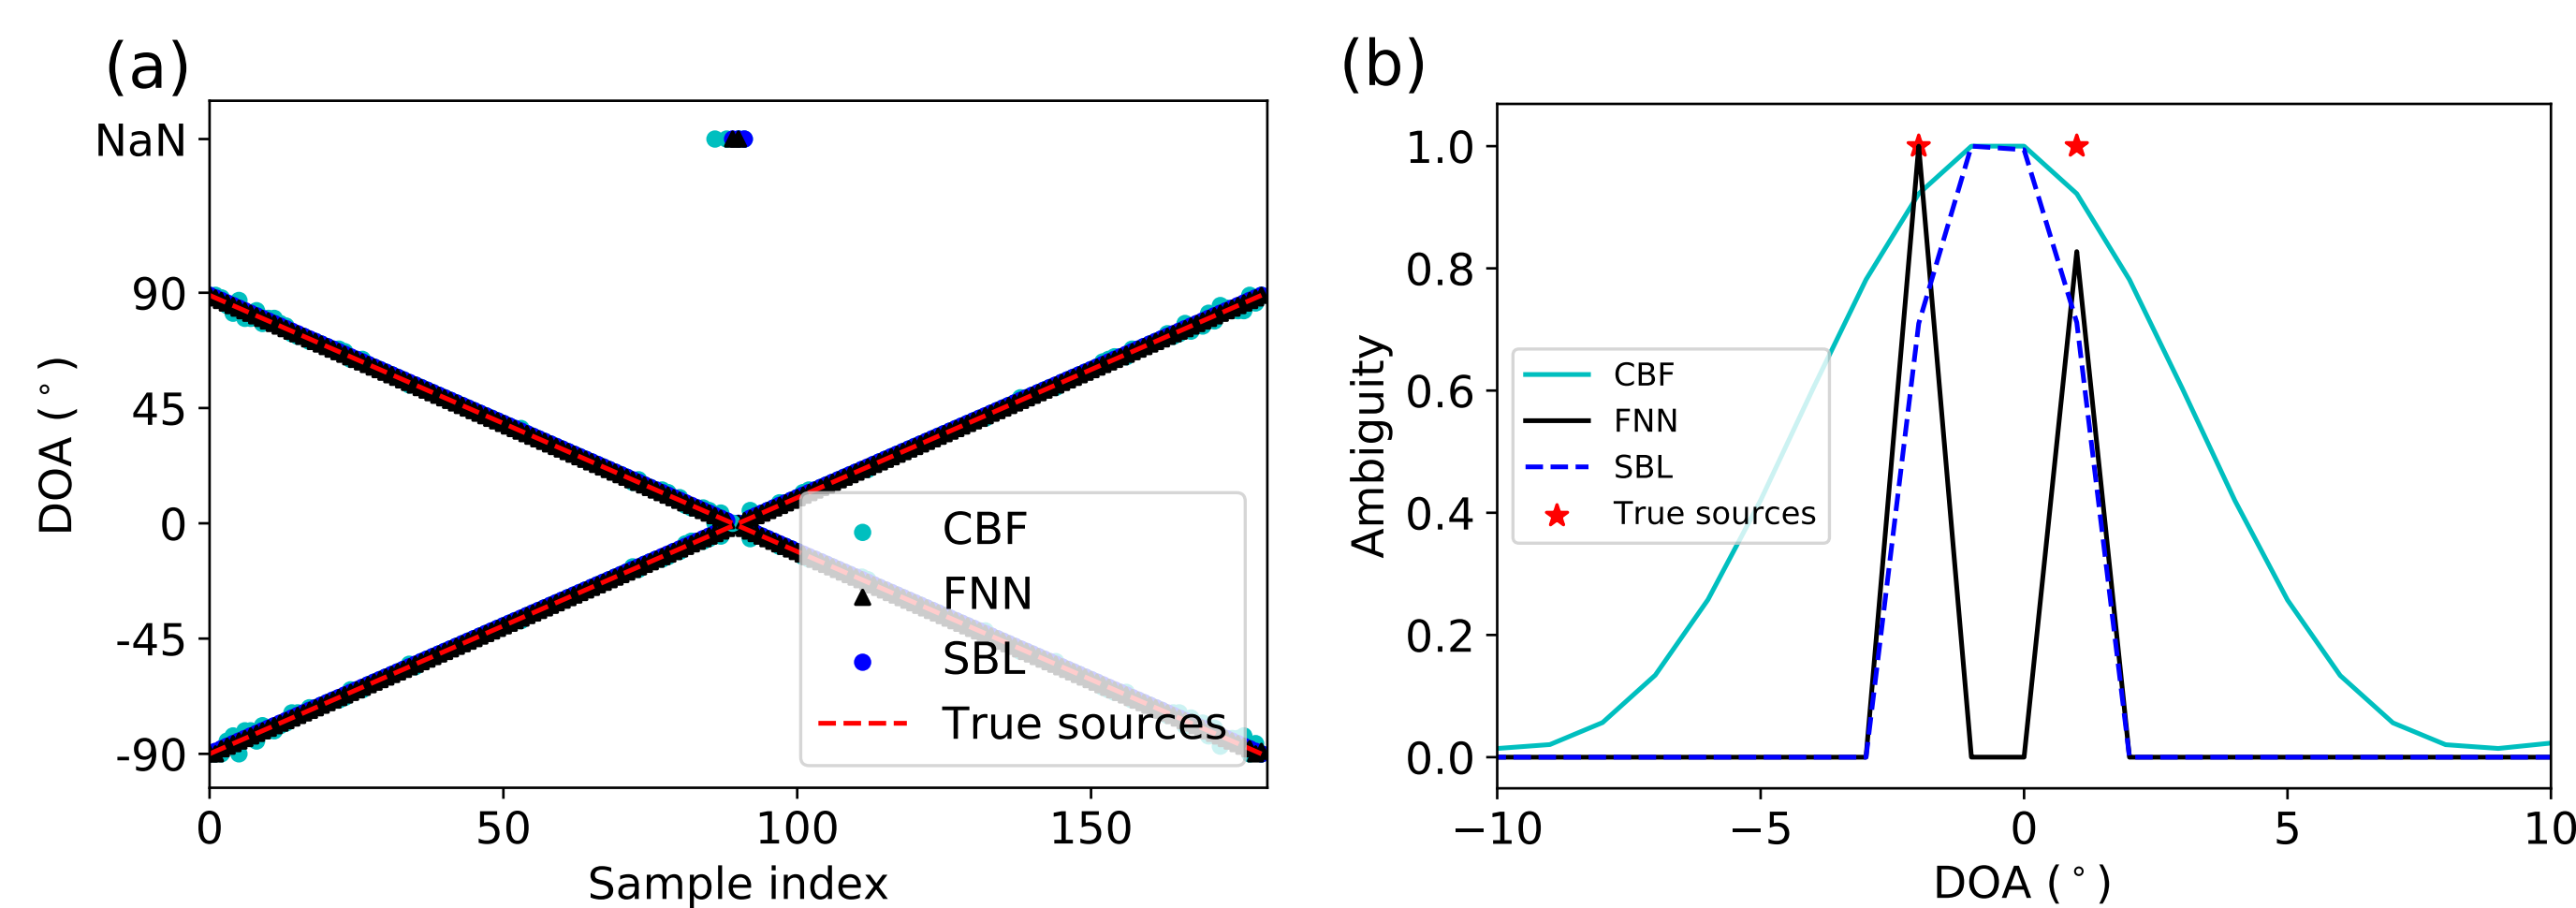 (a)
NaN
90
45
0
-45
-90
DOA (°)
0 50 100 150
Sample index
CBF
FNN
SBL
True sources
(b)
1.0
0.8
0.6
0.4
0.2
0.0
Ambiguity
−10 −5 0 5 10
DOA (°)
CBF
FNN
SBL
True sources